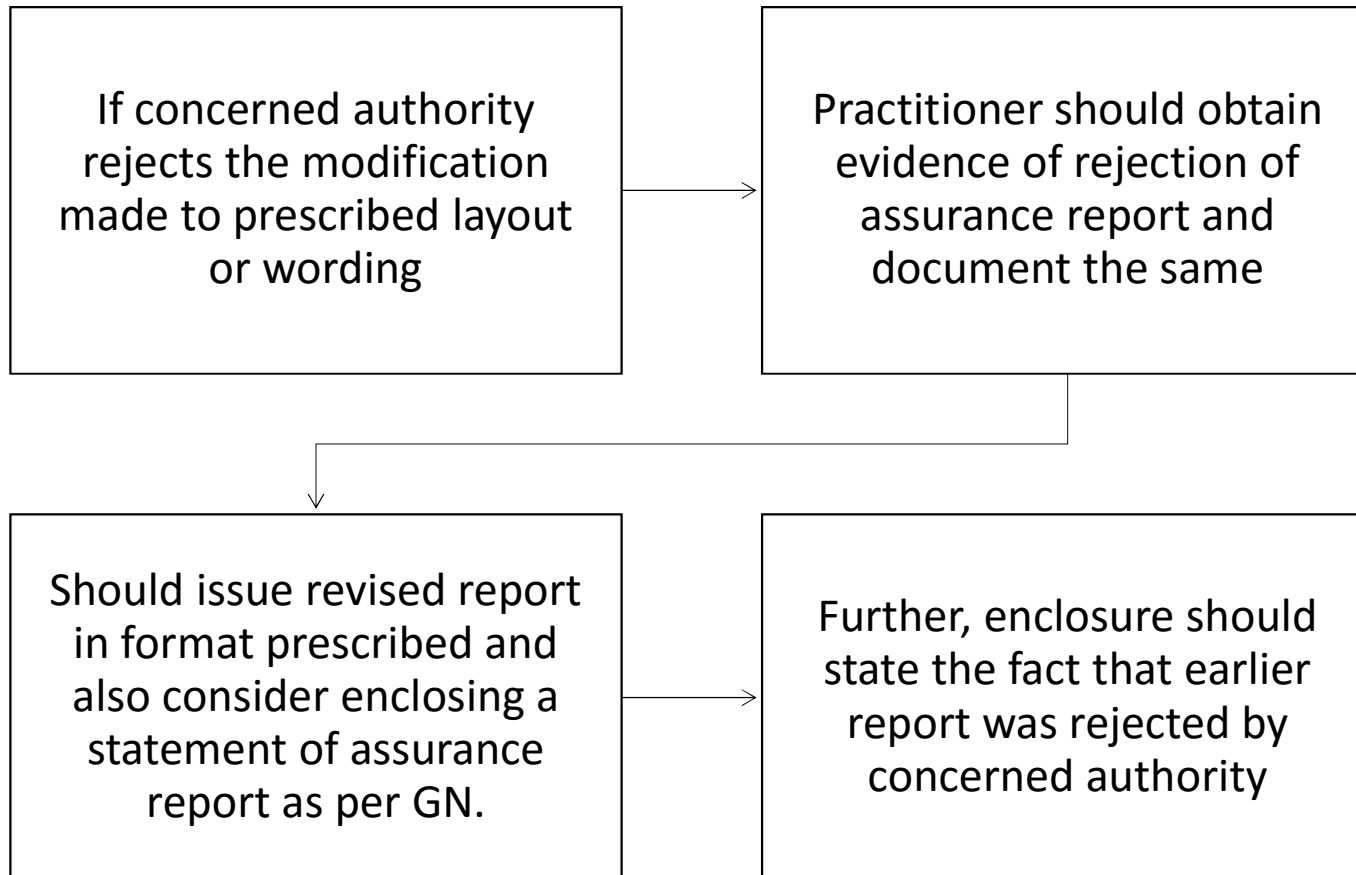 If concerned authority
rejects the modification
made to prescribed layout
or wording
Practitioner should obtain
evidence of rejection of
assurance report and
document the same
Should issue revised report
in format prescribed and
also consider enclosing a
statement of assurance
report as per GN.
Further, enclosure should
state the fact that earlier
report was rejected by
concerned authority